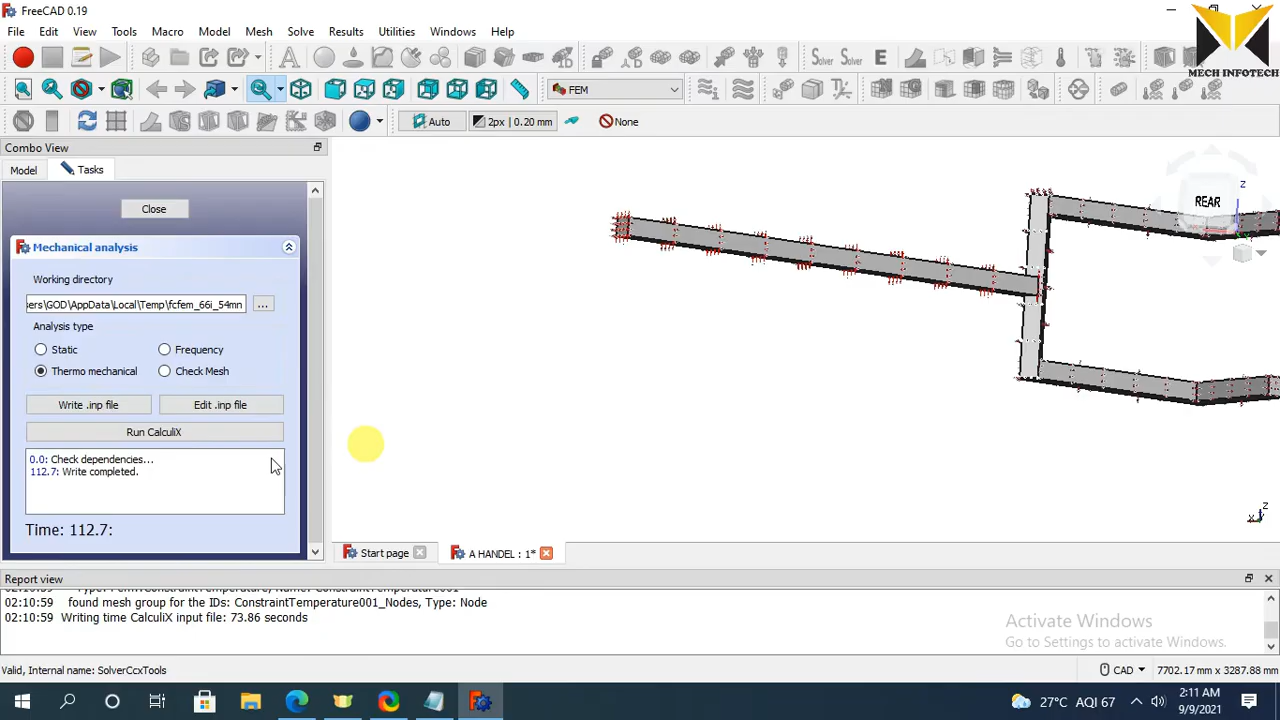 FreeCAD 0.19
MECH INFOTECH
File Edit View Tools Macro Model Mesh Solve Results Utilities Windows Help
A Solver Solver E
FEM
Auto 2px | 0.20 mm None
Combo View
Model Tasks
Close
Mechanical analysis
Working directory
ers\GOD\AppData\Local\Temp\fcfem_66i_54mn ...
Analysis type
Static Frequency
Thermo mechanical Check Mesh
Write .inp file Edit .inp file
Run CalculiX
0.0: Check dependencies...
112.7: Write completed.
Time: 112.7:
REAR
Z
Z
X
Start page A HANDEL : 1*
Report view
02:10:59 found mesh group for the IDs: ConstraintTemperature001_Nodes, Type: Node
02:10:59 Writing time CalculiX input file: 73.86 seconds
Activate Windows
Go to Settings to activate Windows.
Valid, Internal name: SolverCcxTools CAD 7702.17 mm x 3287.88 mm
27°C AQI 67 2:11 AM
9/9/2021